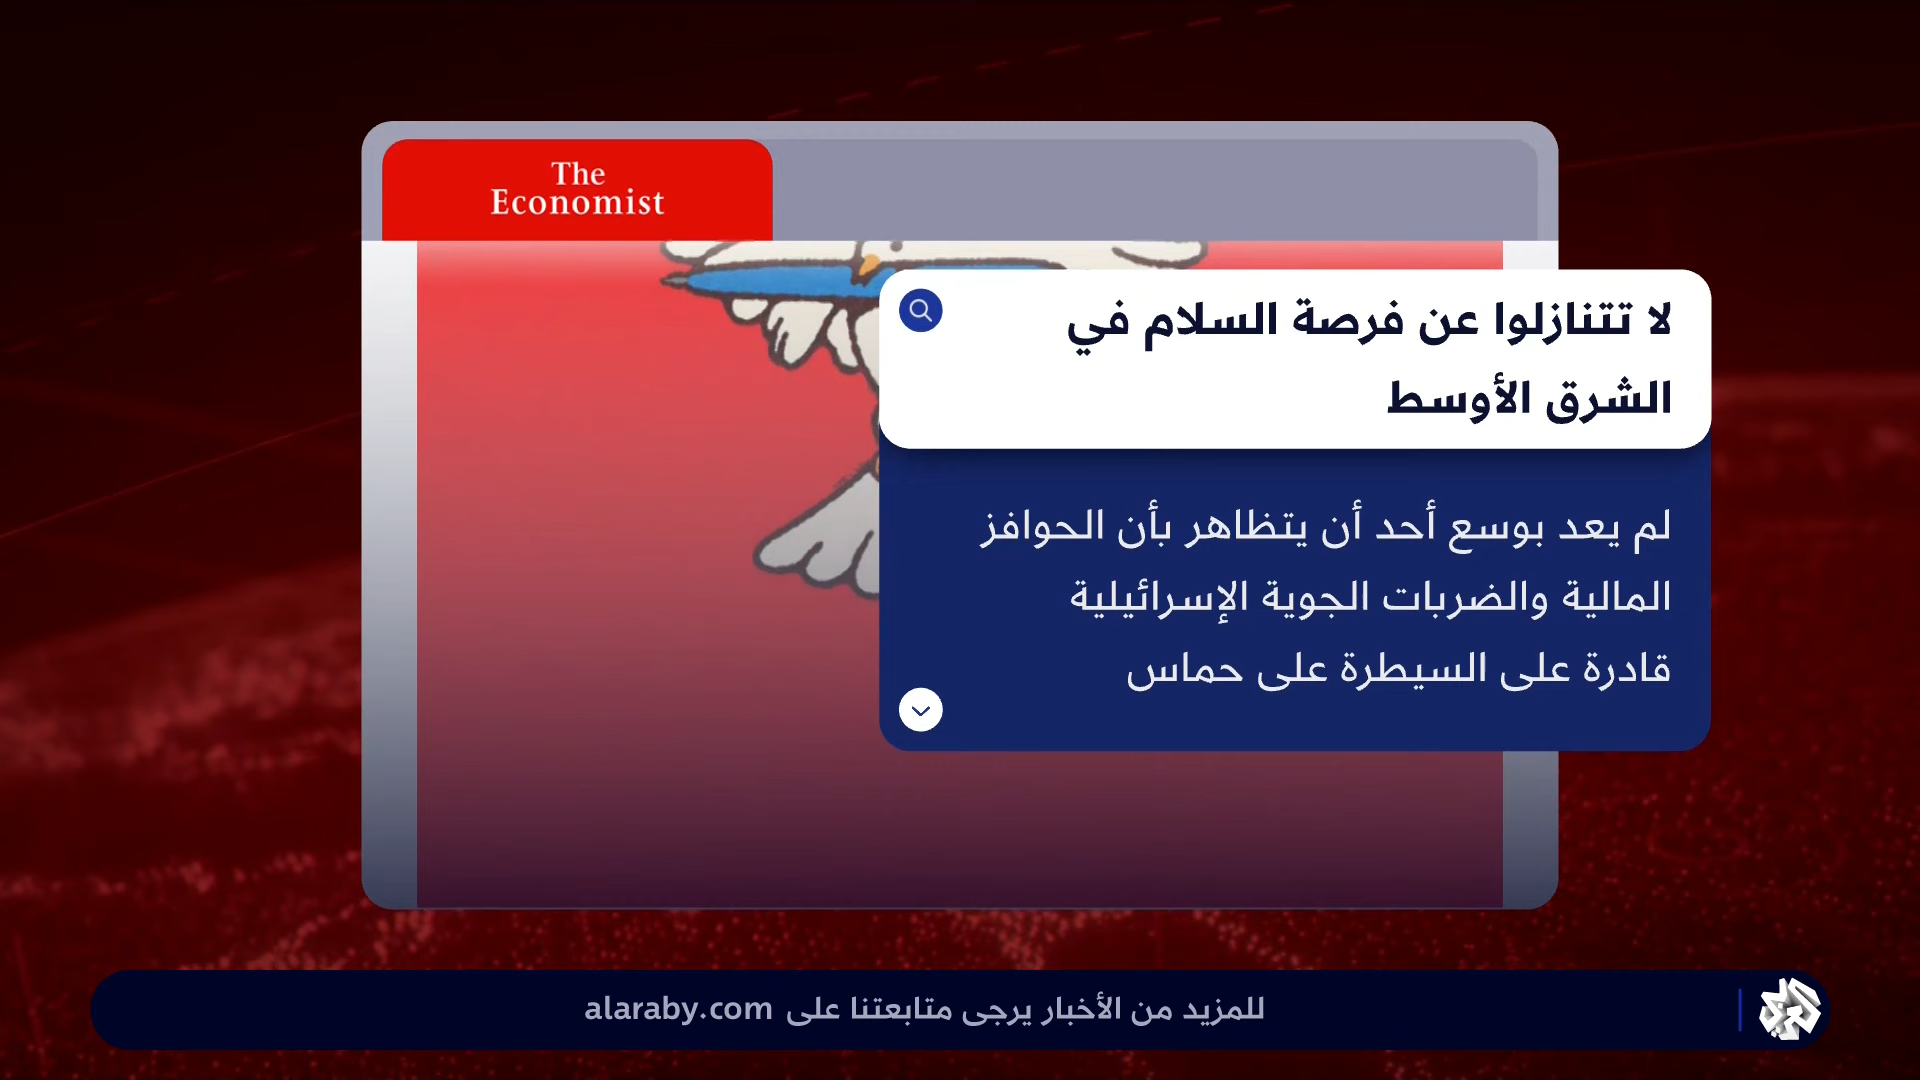 The
Economist
لا تتنازلوا عن فرصة السلام في
الشرق الأوسط
لم يعد بوسع أحد أن يتظاهر بأن الحوافز
المالية والضربات الجوية الإسرائيلية
قادرة على السيطرة على حماس
للمزيد من الأخبار يرجى متابعتنا على alaraby.com